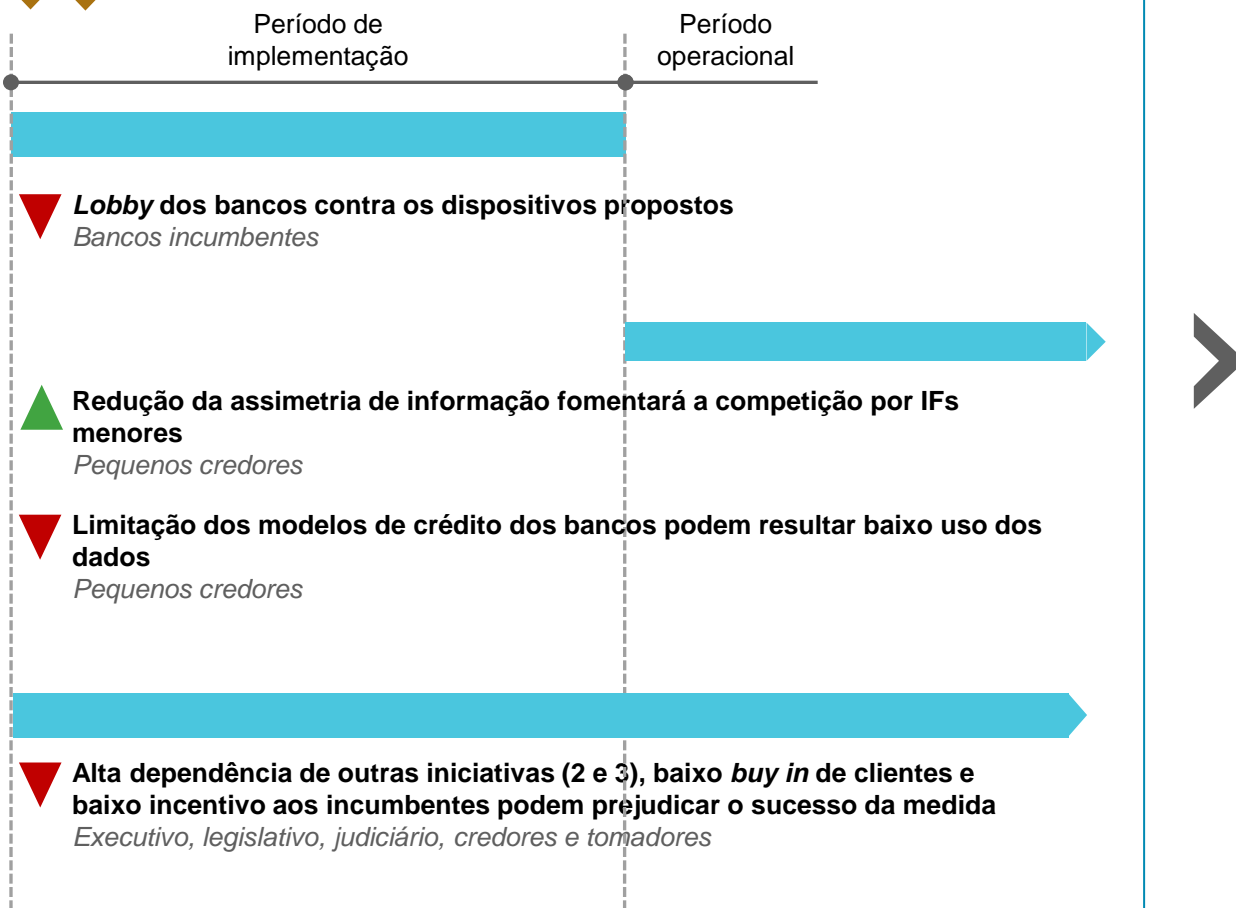 Período de
implementação
Período
operacional
Lobby dos bancos contra os dispositivos propostos
Bancos incumbentes
Redução da assimetria de informação fomentará a competição por IFs
menores
Pequenos credores
Limitação dos modelos de crédito dos bancos podem resultar baixo uso dos
dados
Pequenos credores
Alta dependência de outras iniciativas (2 e 3), baixo buy in de clientes e
baixo incentivo aos incumbentes podem prejudicar o sucesso da medida
Executivo, legislativo, judiciário, credores e tomadores